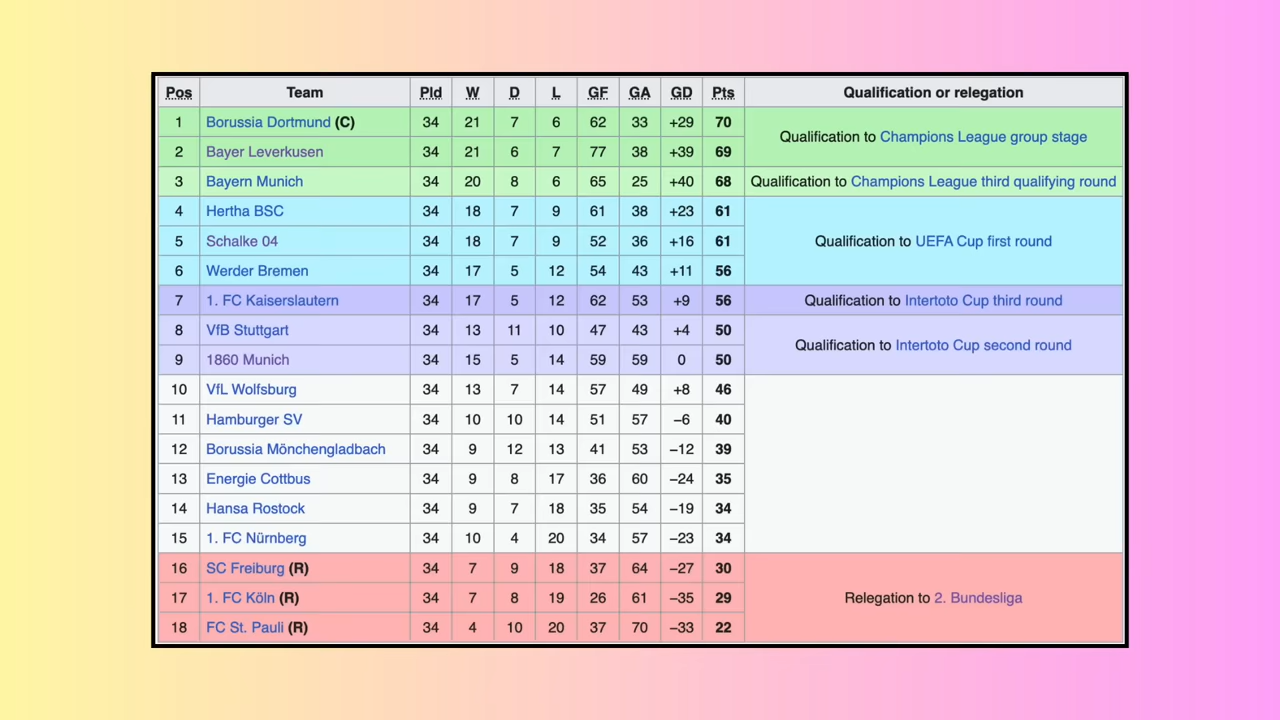 Pos Team Pld W D L GF GA GD Pts Qualification or relegation
1 Borussia Dortmund (C) 34 21 7 6 62 33 +29 70 Qualification to Champions League group stage
2 Bayer Leverkusen 34 21 6 7 77 38 +39 69
3 Bayern Munich 34 20 8 6 65 25 +40 68 Qualification to Champions League third qualifying round
4 Hertha BSC 34 18 7 9 61 38 +23 61
5 Schalke 04 34 18 7 9 52 36 +16 61 Qualification to UEFA Cup first round
6 Werder Bremen 34 17 5 12 54 43 +11 56
7 1. FC Kaiserslautern 34 17 5 12 62 53 +9 56 Qualification to Intertoto Cup third round
8 VfB Stuttgart 34 13 11 10 47 43 +4 50 Qualification to Intertoto Cup second round
9 1860 Munich 34 15 5 14 59 59 0 50
10 VfL Wolfsburg 34 13 7 14 57 49 +8 46
11 Hamburger SV 34 10 10 14 51 57 −6 40
12 Borussia Mönchengladbach 34 9 12 13 41 53 −12 39
13 Energie Cottbus 34 9 8 17 36 60 −24 35
14 Hansa Rostock 34 9 7 18 35 54 −19 34
15 1. FC Nürnberg 34 10 4 20 34 57 −23 34
16 SC Freiburg (R) 34 7 9 18 37 64 −27 30
17 1. FC Köln (R) 34 7 8 19 26 61 −35 29 Relegation to 2. Bundesliga
18 FC St. Pauli (R) 34 4 10 20 37 70 −33 22